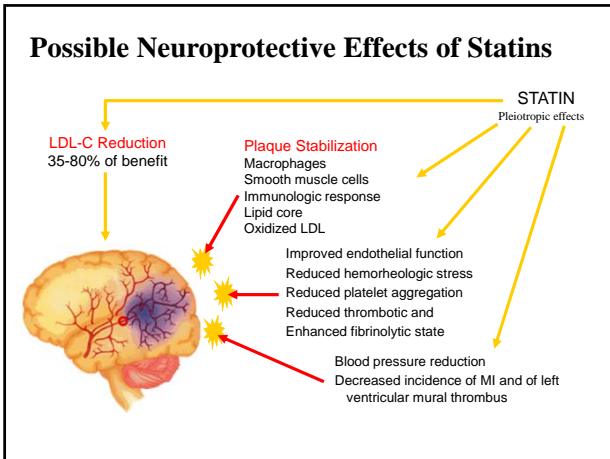 Possible Neuroprotective Effects of Statins
STATIN
Pleiotropic effects
LDL-C Reduction
35-80% of benefit
Plaque Stabilization
Macrophages
Smooth muscle cells
Immunologic response
Lipid core
Oxidized LDL
Improved endothelial function
Reduced hemorheologic stress
Reduced platelet aggregation
Reduced thrombotic and
Enhanced fibrinolytic state
Blood pressure reduction
Decreased incidence of MI and of left
ventricular mural thrombus